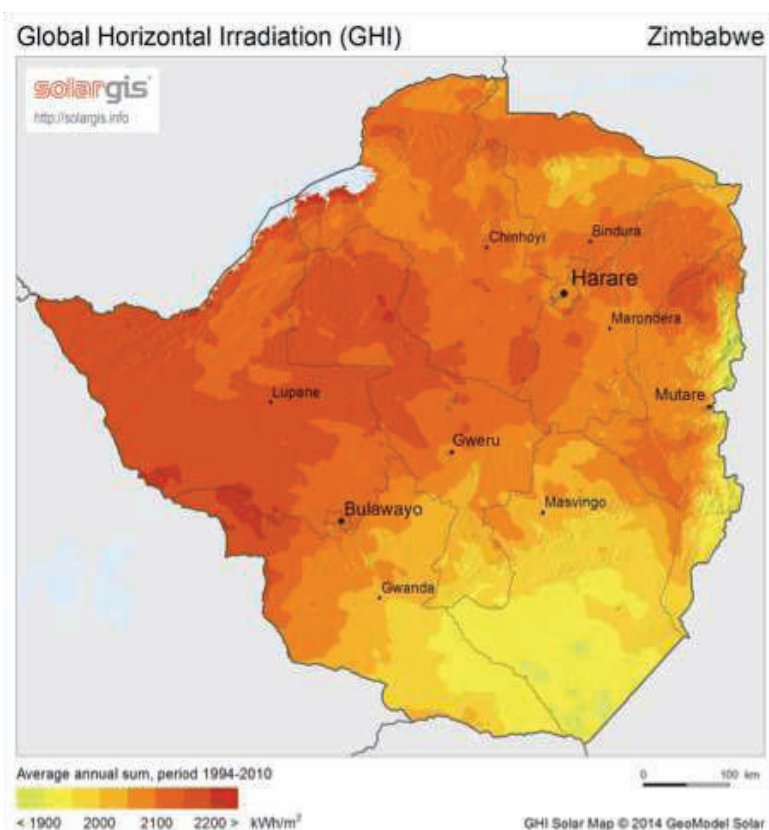 Global Horizontal Irradiation (GHI) Zimbabwe
solargis
http://solargis.info
Chinhoyi
Bindura
Harare
Marondera
Lupane
Mutare
Gweru
Bulawayo
Masvingo
Gwanda
Average annual sum, period 1994-2010
0 100 km
< 1900 2000 2100 2200 > kWh/m²
GHI Solar Map © 2014 GeoModel Solar